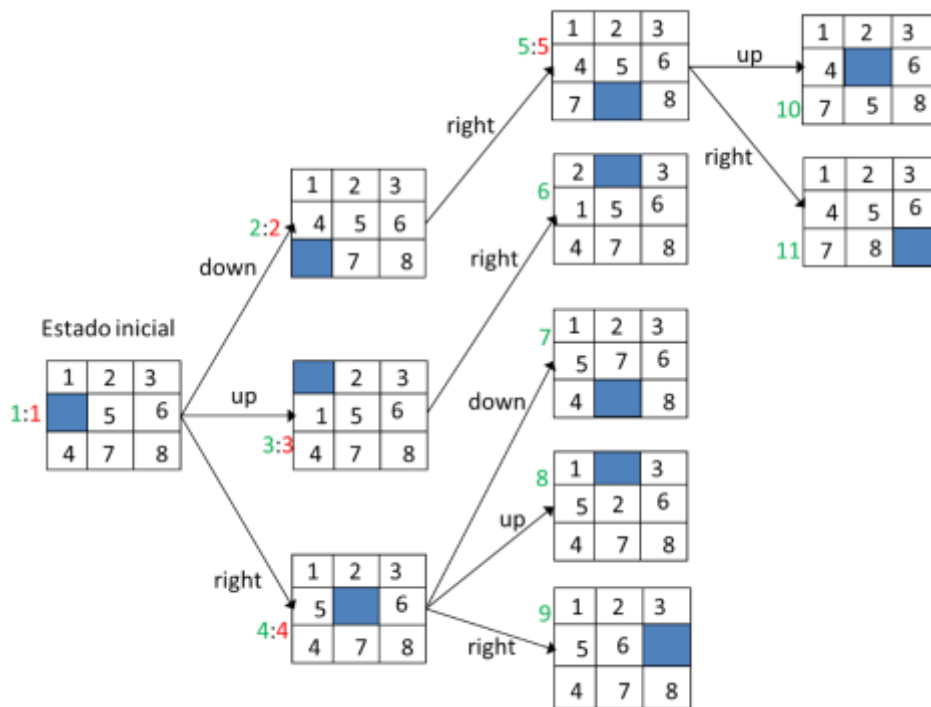 Estado inicial
1:1
1 2 3
5 6
4 7 8
down
up
right
2:2
1 2 3
4 5 6
7 8
3:3
2 3
1 5 6
4 7 8
4:4
1 2 3
5 6
4 7 8
right
right
down
up
right
5:5
1 2 3
4 5 6
7 8
6
2 3
1 5 6
4 7 8
7
1 2 3
5 7 6
4 8
8
1 3
5 2 6
4 7 8
9
1 2 3
5 6
4 7 8
up
right
10
1 2 3
4 6
7 5 8
11
1 2 3
4 5 6
7 8